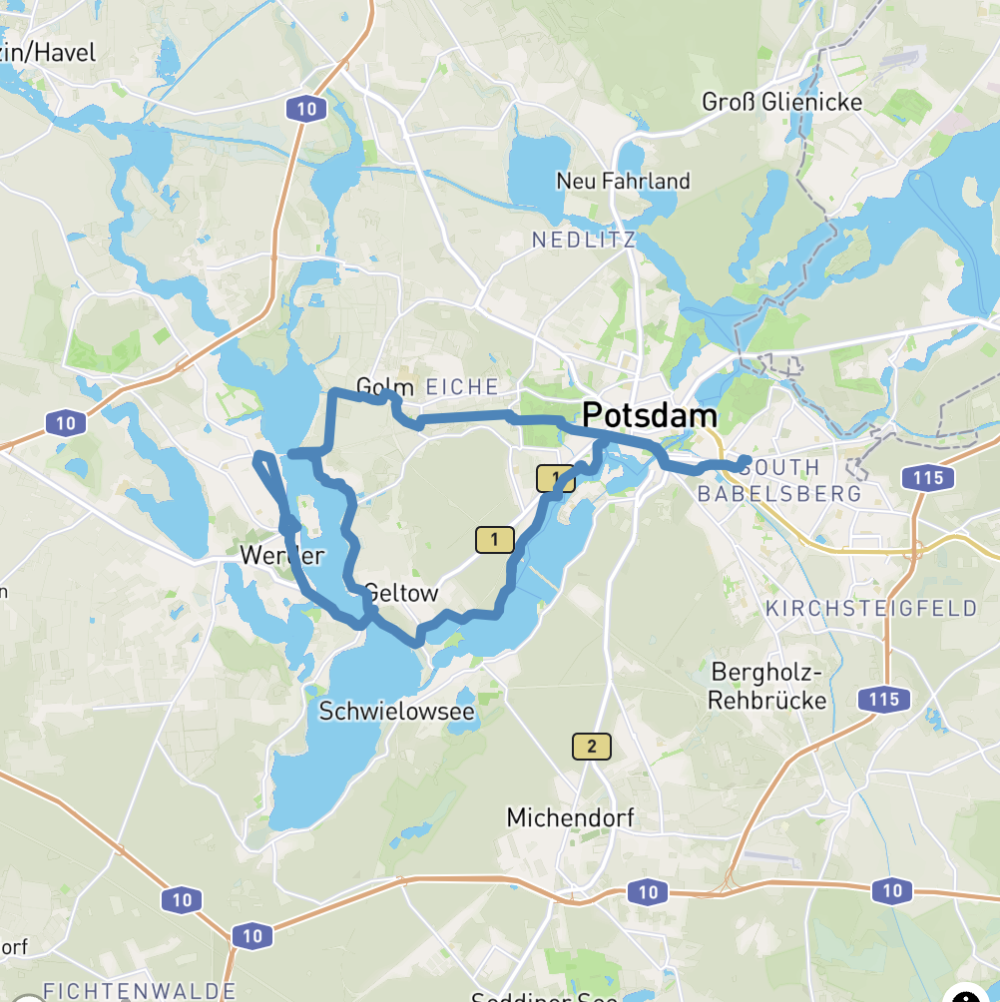 zin/Havel
10
Groß Glienicke
Neu Fahrland
NEDLITZ
Golm
EICHE
Potsdam
10
1
SOUTH
BABELSBERG
115
1
Werder
Geltow
KIRCHSTEIGFELD
Bergholz-
Rehbrücke
115
Schwielowsee
2
Michendorf
10
10
10
10
orf
FICHTENWALDE
Seddiner See